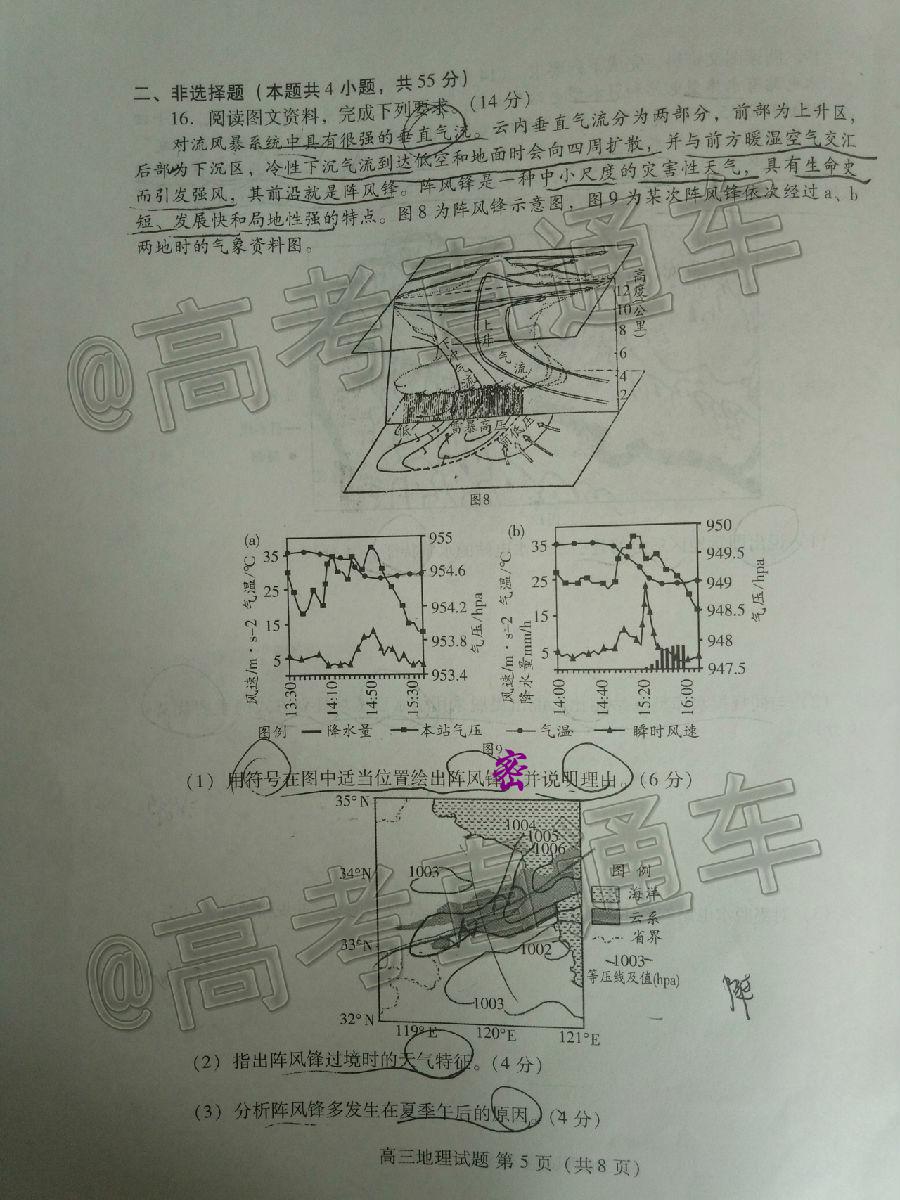 二、非选择题（本题共4小题，共55分）
16. 阅读图文资料，完成下列要求。（14分）
对流风暴系统中具有很强的垂直气流。云内垂直气流分为两部分，前部为上升区，
后部为下沉区，冷性下沉气流到达低空和地面时会向四周扩散，并与前方暖湿空气交汇
而引发强风，其前沿就是阵风锋。阵风锋是一种中小尺度的灾害性天气，具有生命史
短、发展快和局地性强的特点。图8为阵风锋示意图，图9为某次阵风锋依次经过a、b
两地时的气象资料图。
@高考直通车
高度（公里）
12
10
8
6
4
2
上升
气流
气流
低
雷暴高压
前低压
图8
(a)
35
25
15
5
风速/m·s-2 气温/℃
955
954.6
954.2
953.8
953.4
气压/hpa
13:30 14:10 14:50 15:30
(b)
35
25
15
5
风速/m·s-2 气温/℃
降水量mm/h
950
949.5
949
948.5
948
947.5
气压/hpa
14:00 14:40 15:20 16:00
图例 降水量 本站气压 气温 瞬时风速
图9
密
（1）用符号在图中适当位置绘出阵风锋，并说明理由。（6分）
35°N
34°N
33°N
32°N
1004
1005
1006
1003
1002
1003
119°E 120°E 121°E
图 例
海洋
云系
省界
1003
等压线及值(hpa)
@高考直通车
（2）指出阵风锋过境时的天气特征。（4分）
（3）分析阵风锋多发生在夏季午后的原因。（4分）
高三地理试题 第5页（共8页）